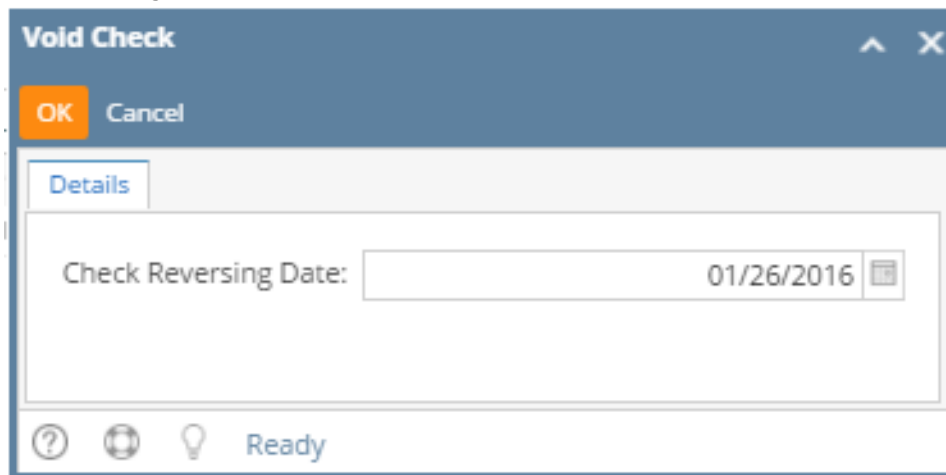 Void Check
OK Cancel
Details
Check Reversing Date: 01/26/2016
Ready